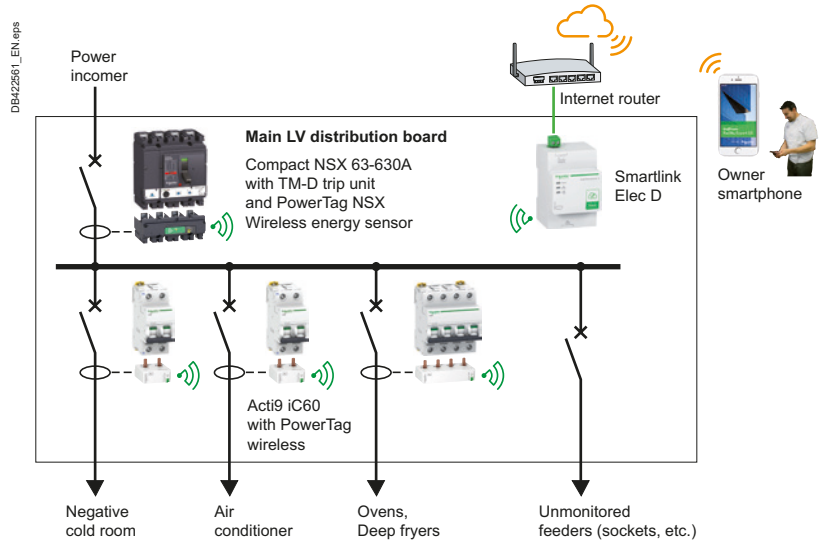 DB422561_EN.eps
Power
incomer
Internet router
Main LV distribution board
Compact NSX 63-630A
with TM-D trip unit
and PowerTag NSX
Wireless energy sensor
Smartlink
Elec D
Owner
smartphone
Acti9 iC60
with PowerTag
wireless
Negative
cold room
Air
conditioner
Ovens,
Deep fryers
Unmonitored
feeders (sockets, etc.)